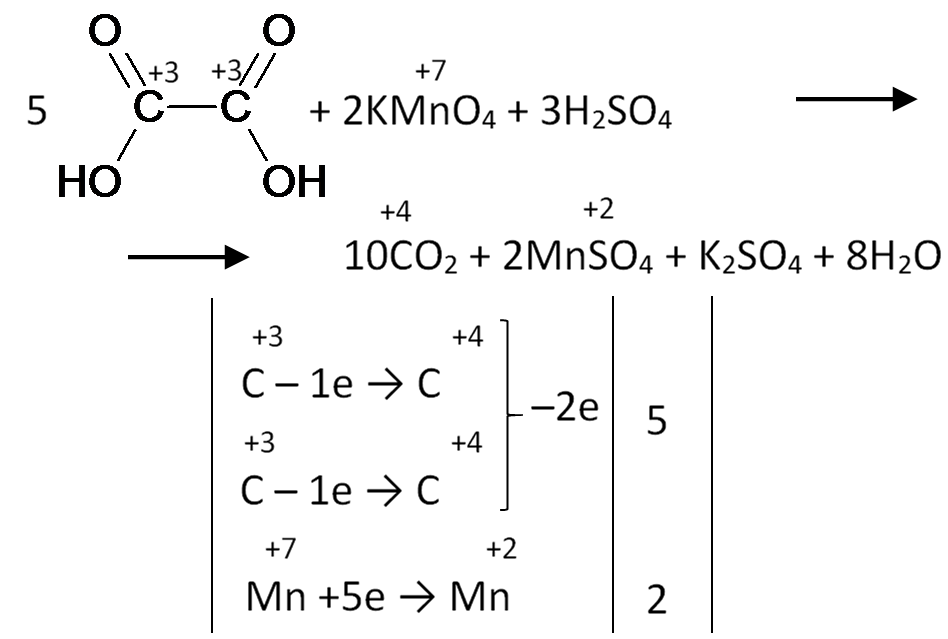 O O
+3 +3 +7
5 C C + 2KMnO₄ + 3H₂SO₄
HO OH
+4 +2
10CO₂ + 2MnSO₄ + K₂SO₄ + 8H₂O
+3 +4
C – 1e → C
–2e 5
+3 +4
C – 1e → C
+7 +2
Mn +5e → Mn 2